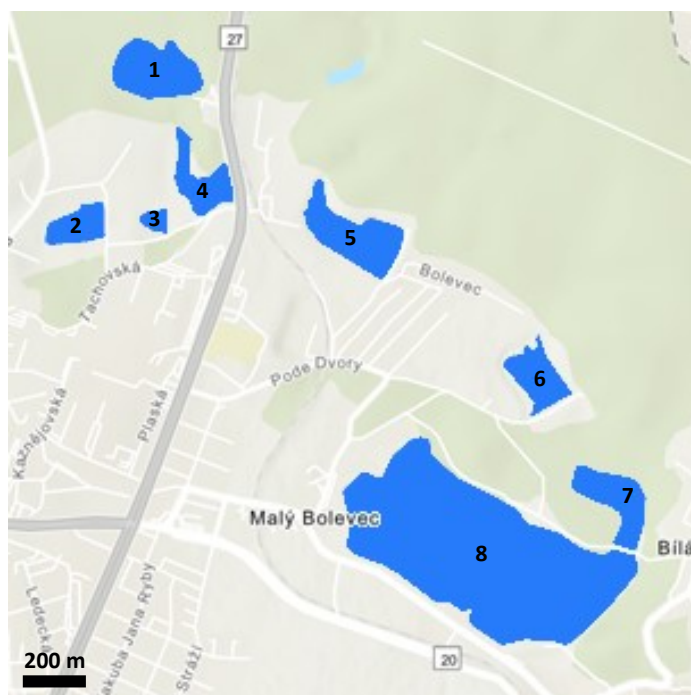 27
1
4
2
3
5
Tachovská
Bolevec
Pode Dvory
6
Kaznějovská
Plaská
7
Malý Bolevec
8
Bílá
Ledecká
Jakuba Jana Ryby
Stráží
200 m
20